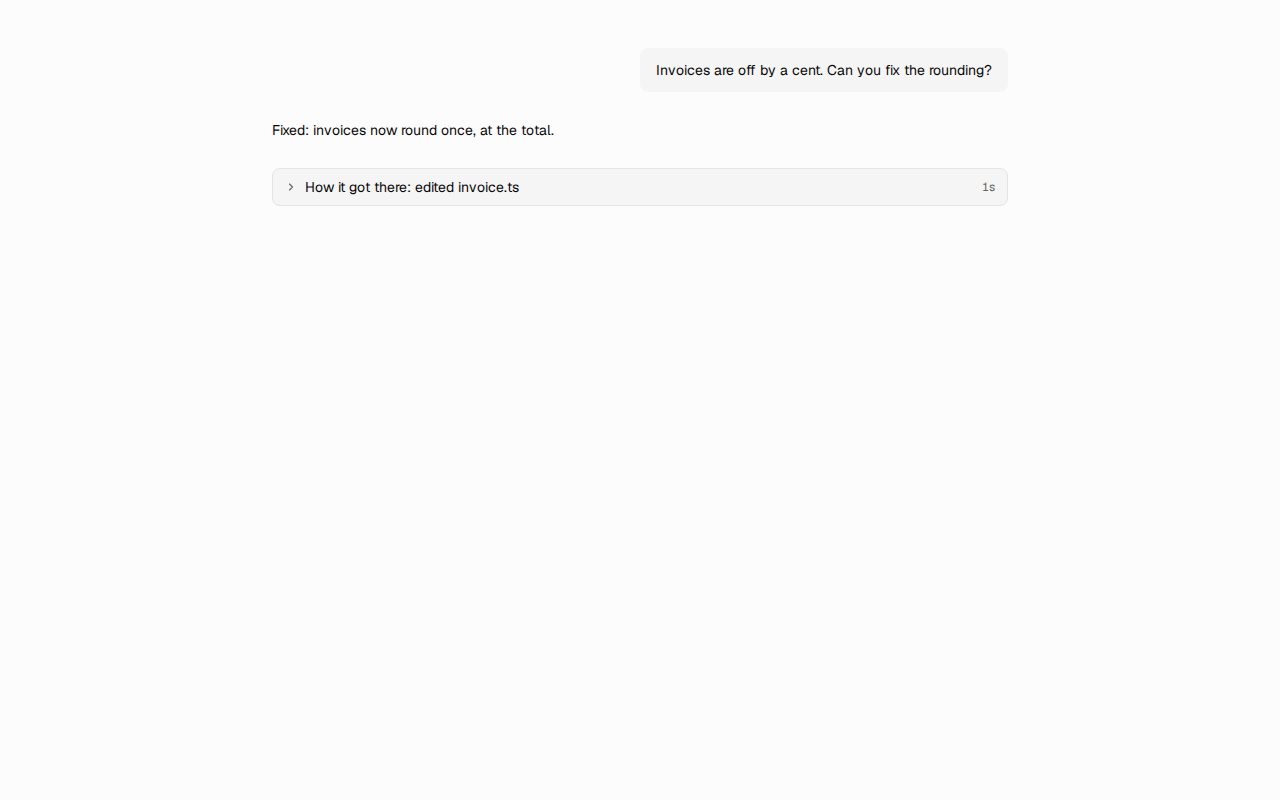 Invoices are off by a cent. Can you fix the rounding?
Fixed: invoices now round once, at the total.
How it got there: edited invoice.ts 1s